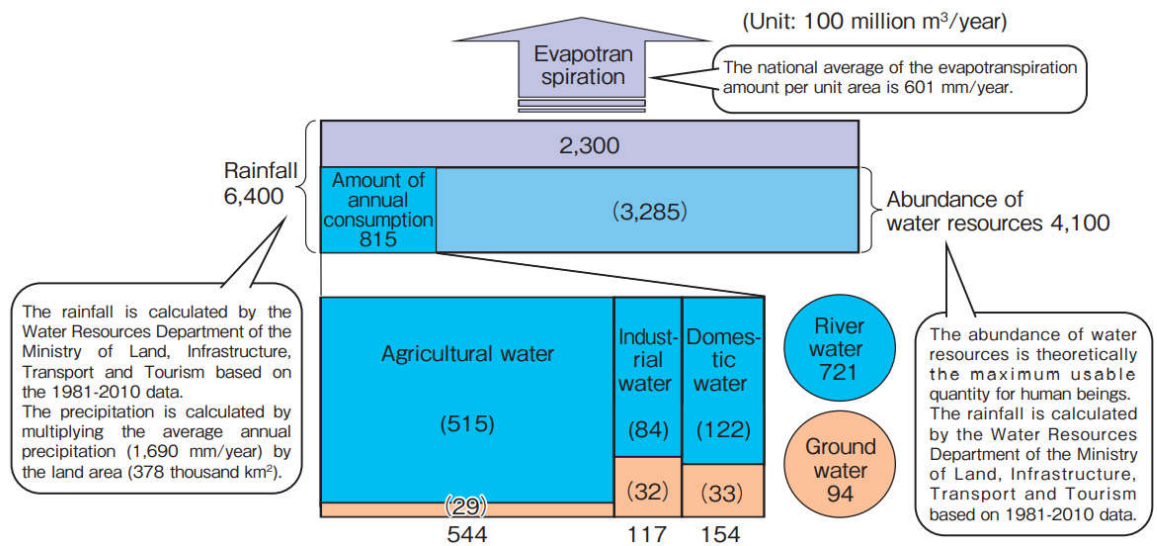 (Unit: 100 million m³/year)
Evapotran
spiration
The national average of the evapotranspiration
amount per unit area is 601 mm/year.
2,300
Rainfall
6,400
Amount of
annual
consumption
815
(3,285)
Abundance of
water resources 4,100
The rainfall is calculated by the
Water Resources Department of the
Ministry of Land, Infrastructure,
Transport and Tourism based on
the 1981-2010 data.
The precipitation is calculated by
multiplying the average annual
precipitation (1,690 mm/year) by
the land area (378 thousand km²).
Agricultural water
(515)
(29)
544
Indust-
rial
water
(84)
(32)
117
Domes-
tic
water
(122)
(33)
154
River
water
721
Ground
water
94
The abundance of water
resources is theoretically
the maximum usable
quantity for human beings.
The rainfall is calculated
by the Water Resources
Department of the Ministry
of Land, Infrastructure,
Transport and Tourism
based on 1981-2010 data.